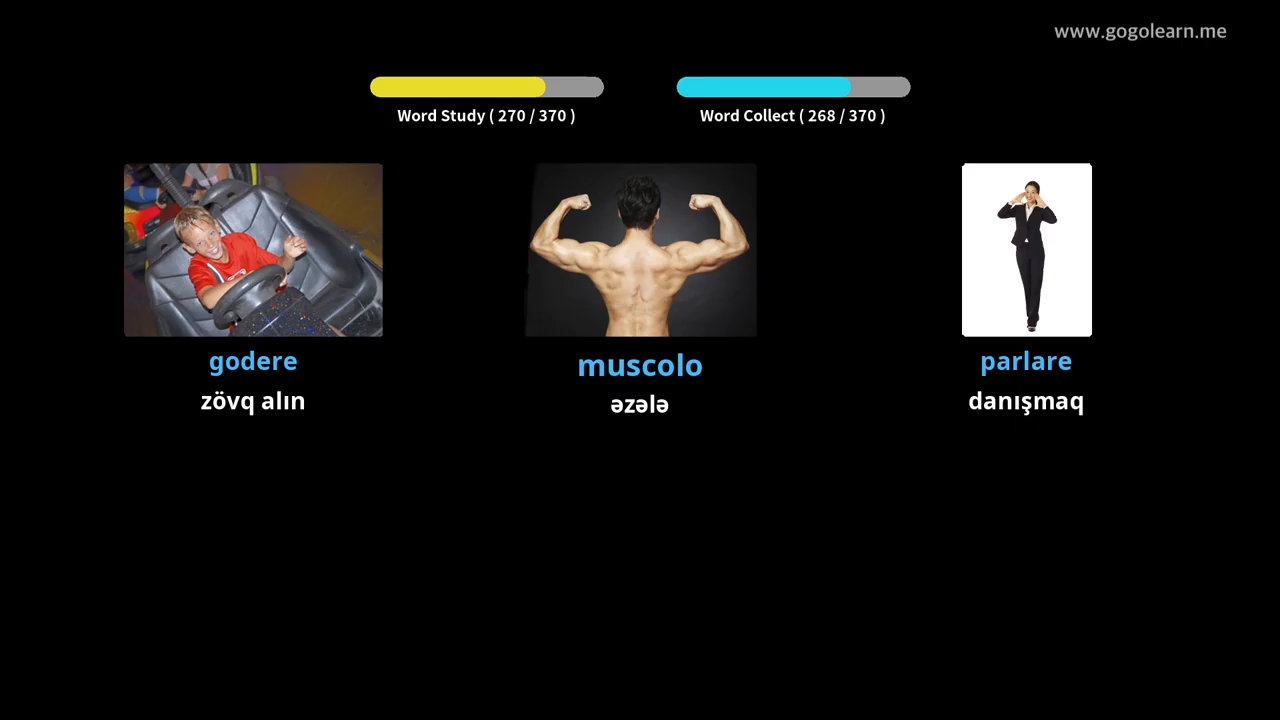 www.gogolearn.me
Word Study ( 270 / 370 )
Word Collect ( 268 / 370 )
godere
muscolo
parlare
zövq alın
əzələ
danışmaq